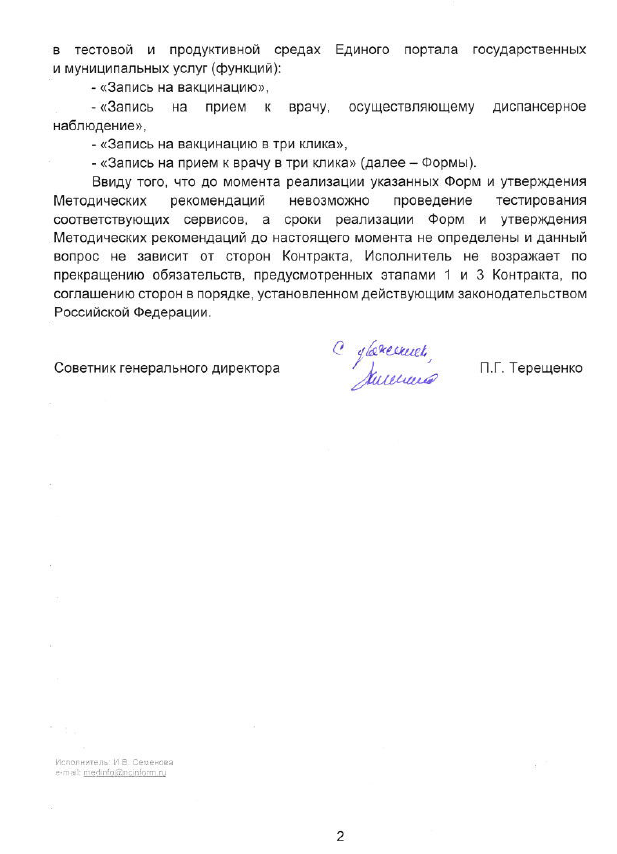 в тестовой и продуктивной средах Единого портала государственных
и муниципальных услуг (функций):
- «Запись на вакцинацию»,
- «Запись на прием к врачу, осуществляющему диспансерное
наблюдение»,
- «Запись на вакцинацию в три клика»,
- «Запись на прием к врачу в три клика» (далее – Формы).
Ввиду того, что до момента реализации указанных Форм и утверждения
Методических рекомендаций невозможно проведение тестирования
соответствующих сервисов, а сроки реализации Форм и утверждения
Методических рекомендаций до настоящего момента не определены и данный
вопрос не зависит от сторон Контракта, Исполнитель не возражает по
прекращению обязательств, предусмотренных этапами 1 и 3 Контракта, по
соглашению сторон в порядке, установленном действующим законодательством
Российской Федерации.
С уважением,
Советник генерального директора П.Г. Терещенко
Исполнитель: И.В. Семенова
e-mail: medinfo@rcinform.ru
2